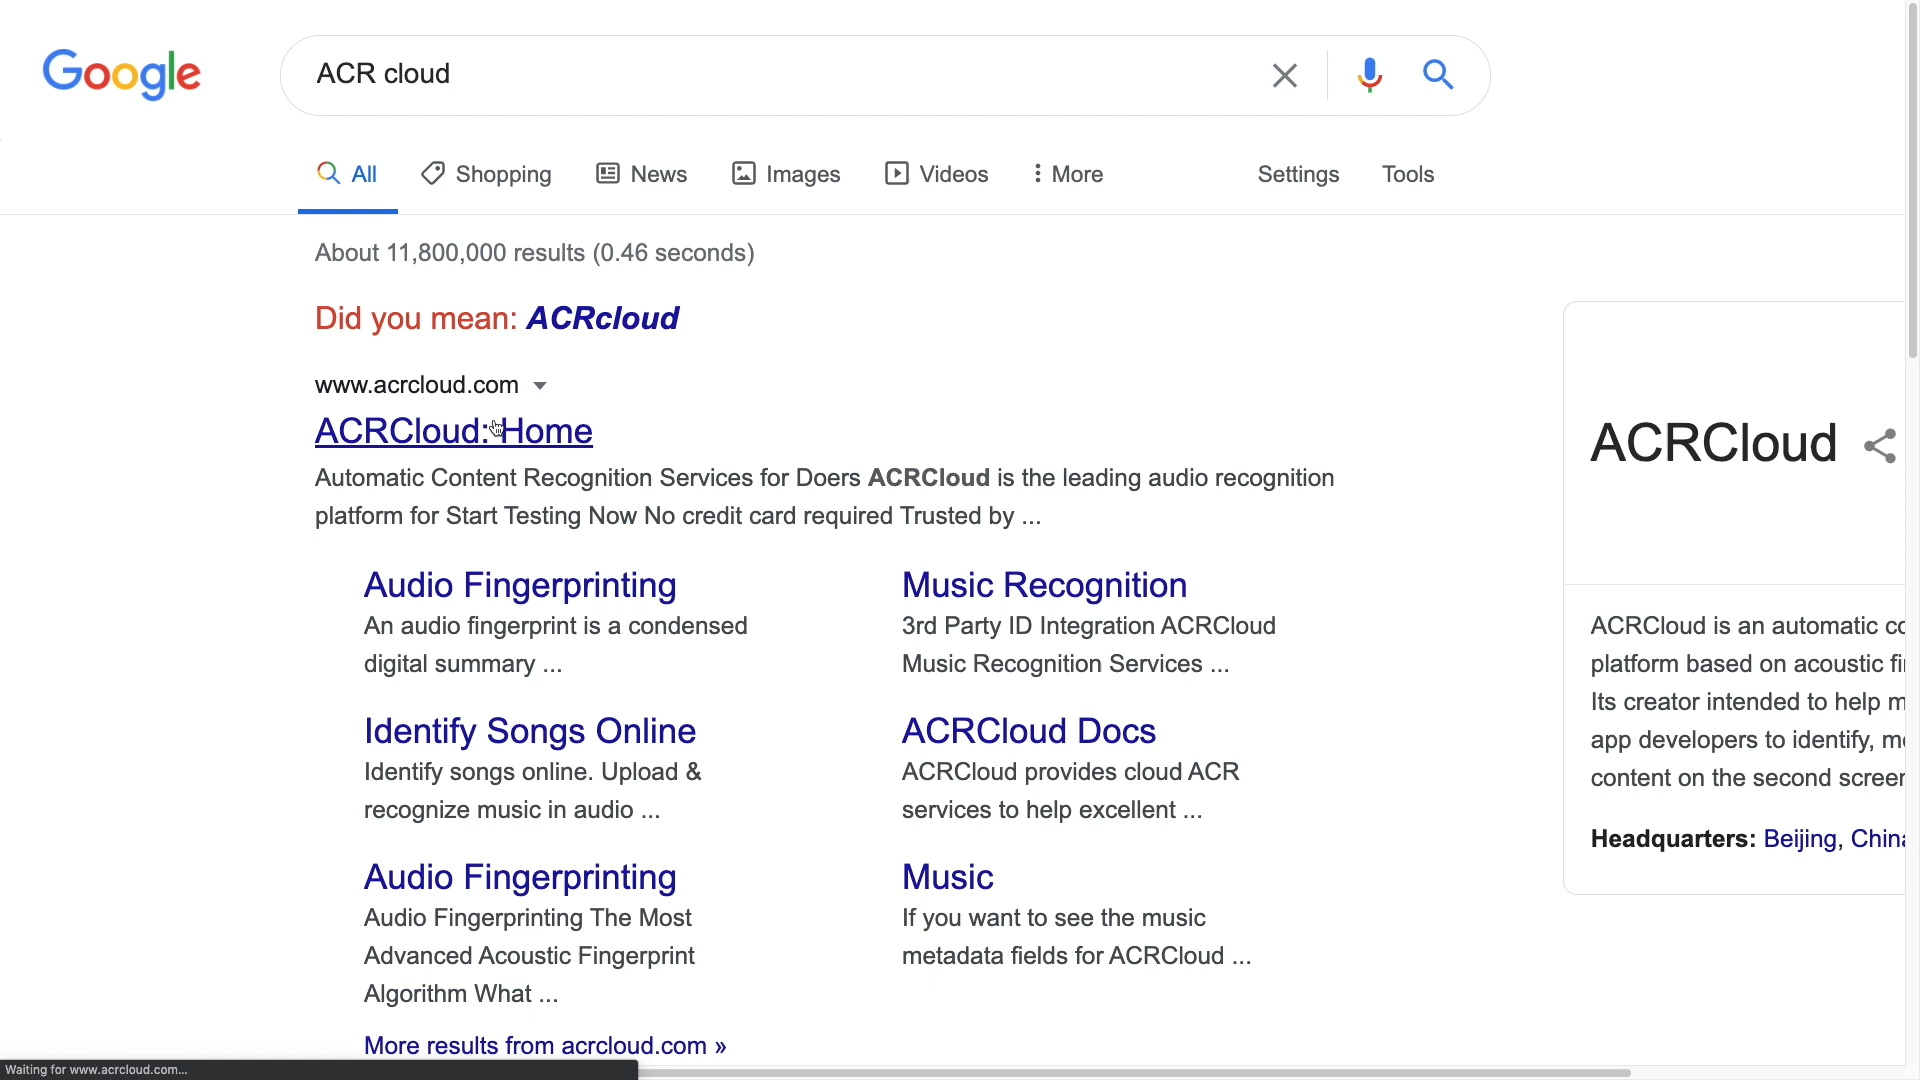 Google
ACR cloud
All
Shopping
News
Images
Videos
More
Settings
Tools
About 11,800,000 results (0.46 seconds)
Did you mean: ACRcloud
www.acrcloud.com
ACRCloud: Home
Automatic Content Recognition Services for Doers ACRCloud is the leading audio recognition
platform for Start Testing Now No credit card required Trusted by ...
Audio Fingerprinting
An audio fingerprint is a condensed
digital summary ...
Music Recognition
3rd Party ID Integration ACRCloud
Music Recognition Services ...
Identify Songs Online
Identify songs online. Upload &
recognize music in audio ...
ACRCloud Docs
ACRCloud provides cloud ACR
services to help excellent ...
Audio Fingerprinting
Audio Fingerprinting The Most
Advanced Acoustic Fingerprint
Algorithm What ...
Music
If you want to see the music
metadata fields for ACRCloud ...
More results from acrcloud.com »
ACRCloud
ACRCloud is an automatic
platform based on acoustic
Its creator intended to help
app developers to identify,
content on the second
Headquarters: Beijing,
Waiting for www.acrcloud.com...